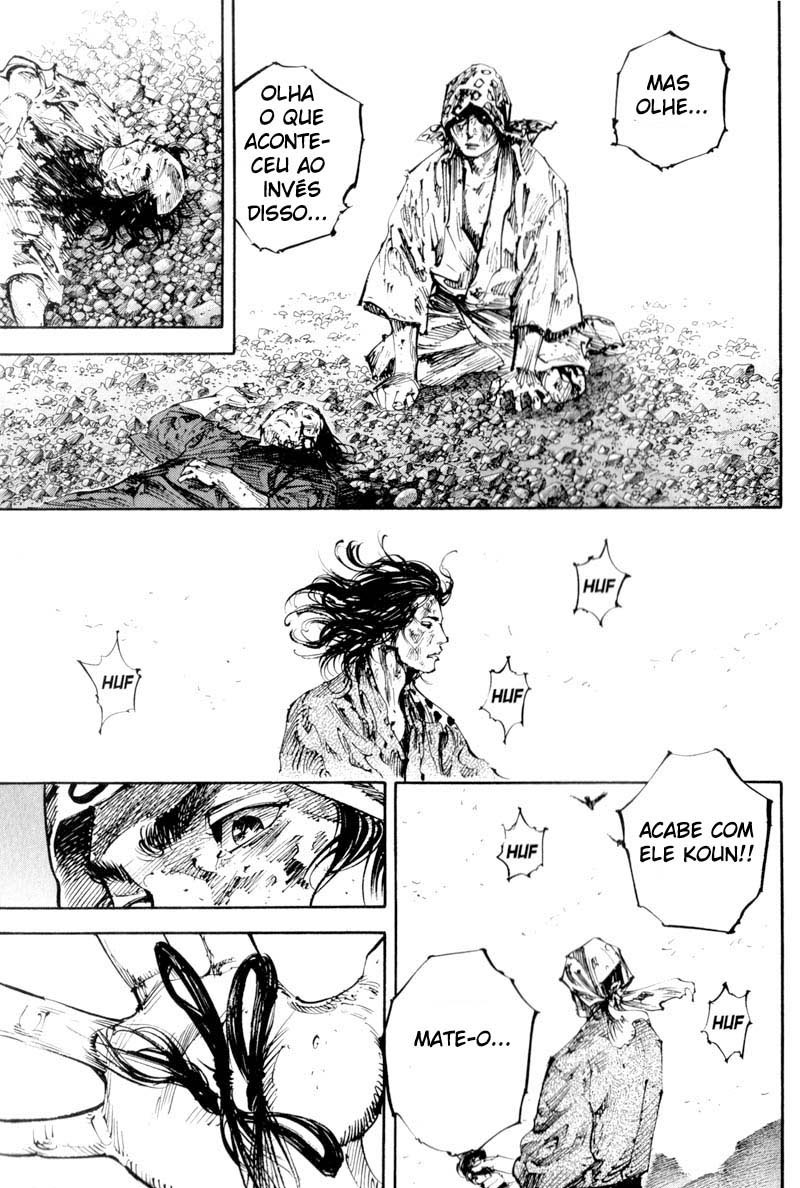 MAS
OLHE...
OLHA
O QUE
ACONTE-
CEU AO
INVÉS
DISSO...
HUF
HUF
HUF
ACABE COM
ELE KOUN!!
HUF
MATE-O...
HUF